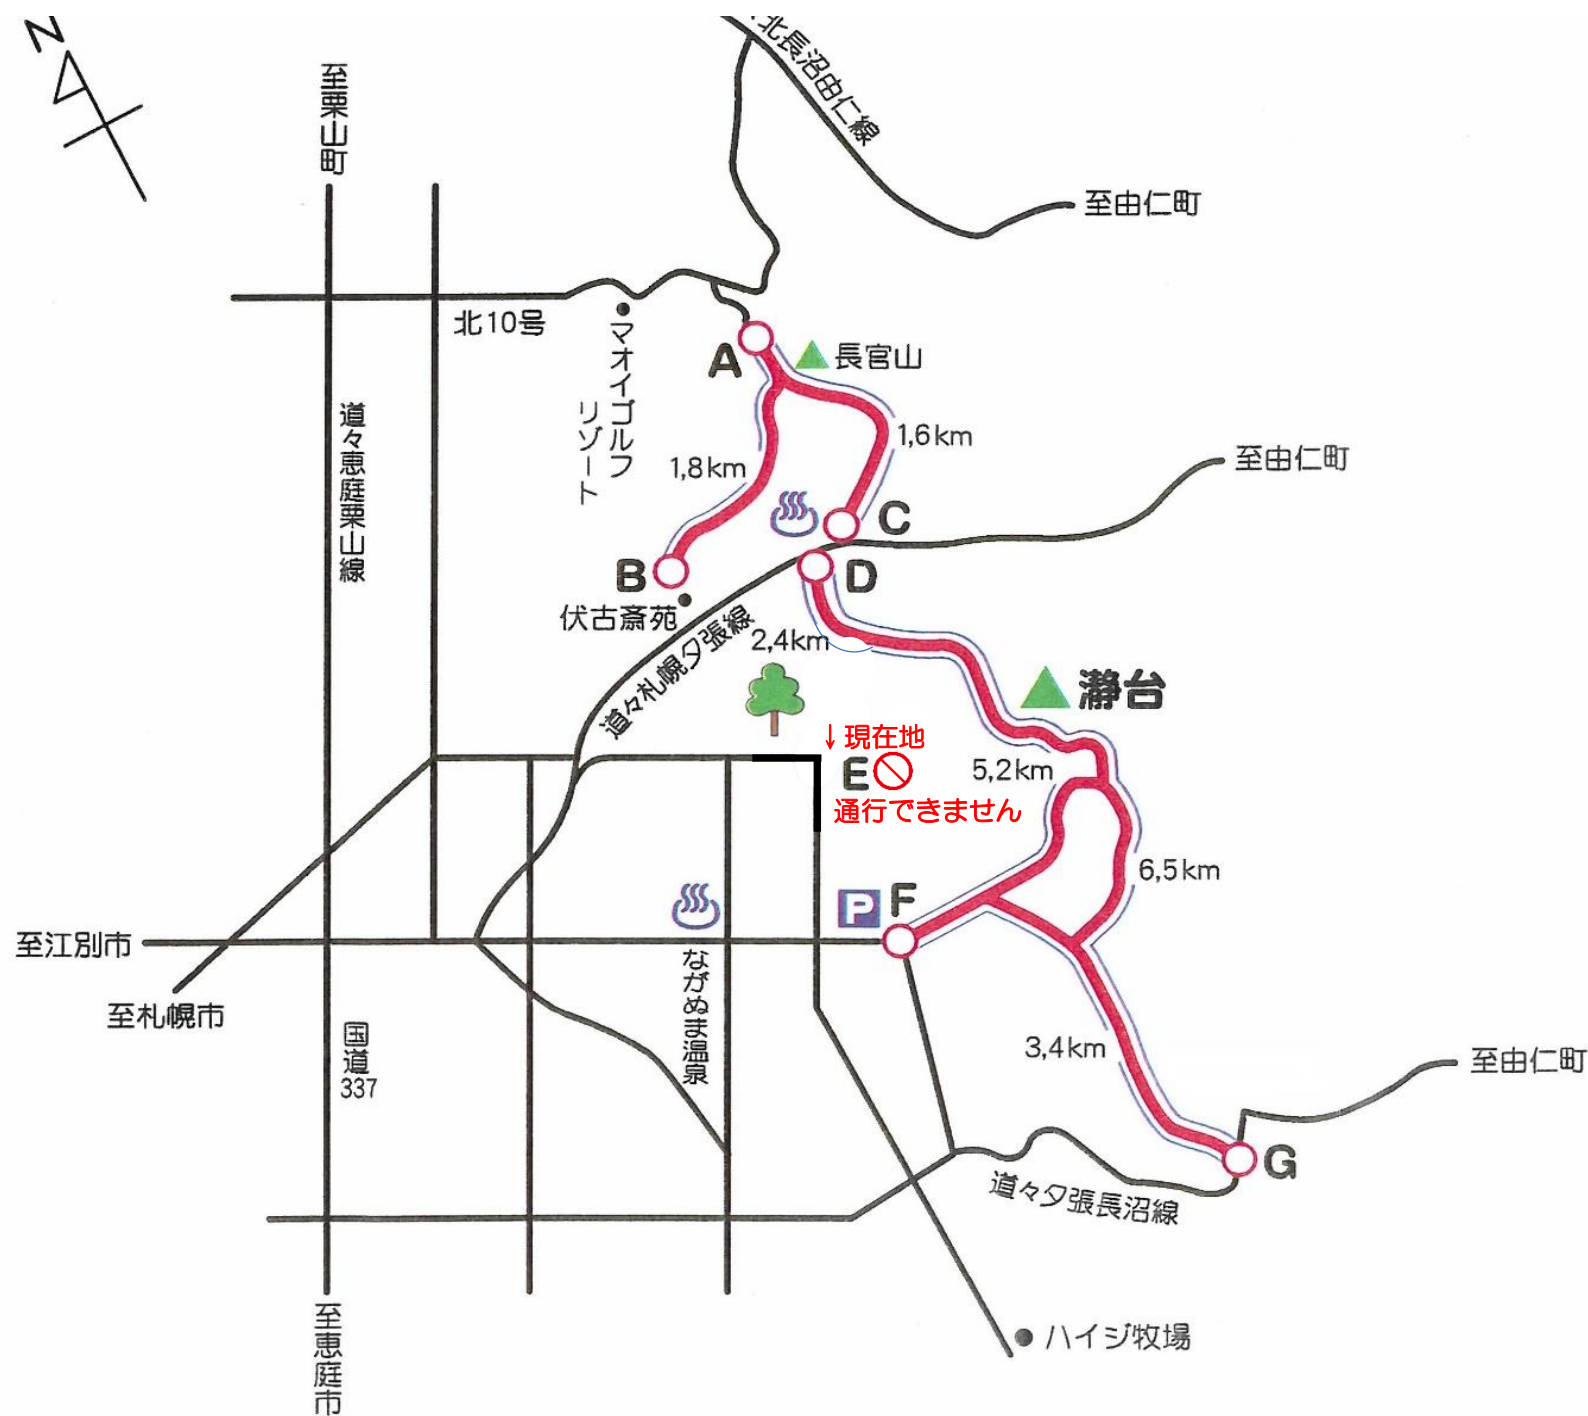 N
至栗山町
北長沼由仁線
至由仁町
北10号
マオイゴルフ
リゾート
A
長官山
道々恵庭栗山線
1,6km
1,8km
至由仁町
C
B
D
伏古斎苑
道々札幌夕張線
2,4km
瀞台
↓現在地
E
5,2km
通行できません
6,5km
P
F
至江別市
ながぬま温泉
至札幌市
国道
337
3,4km
至由仁町
G
道々夕張長沼線
ハイジ牧場
至恵庭市